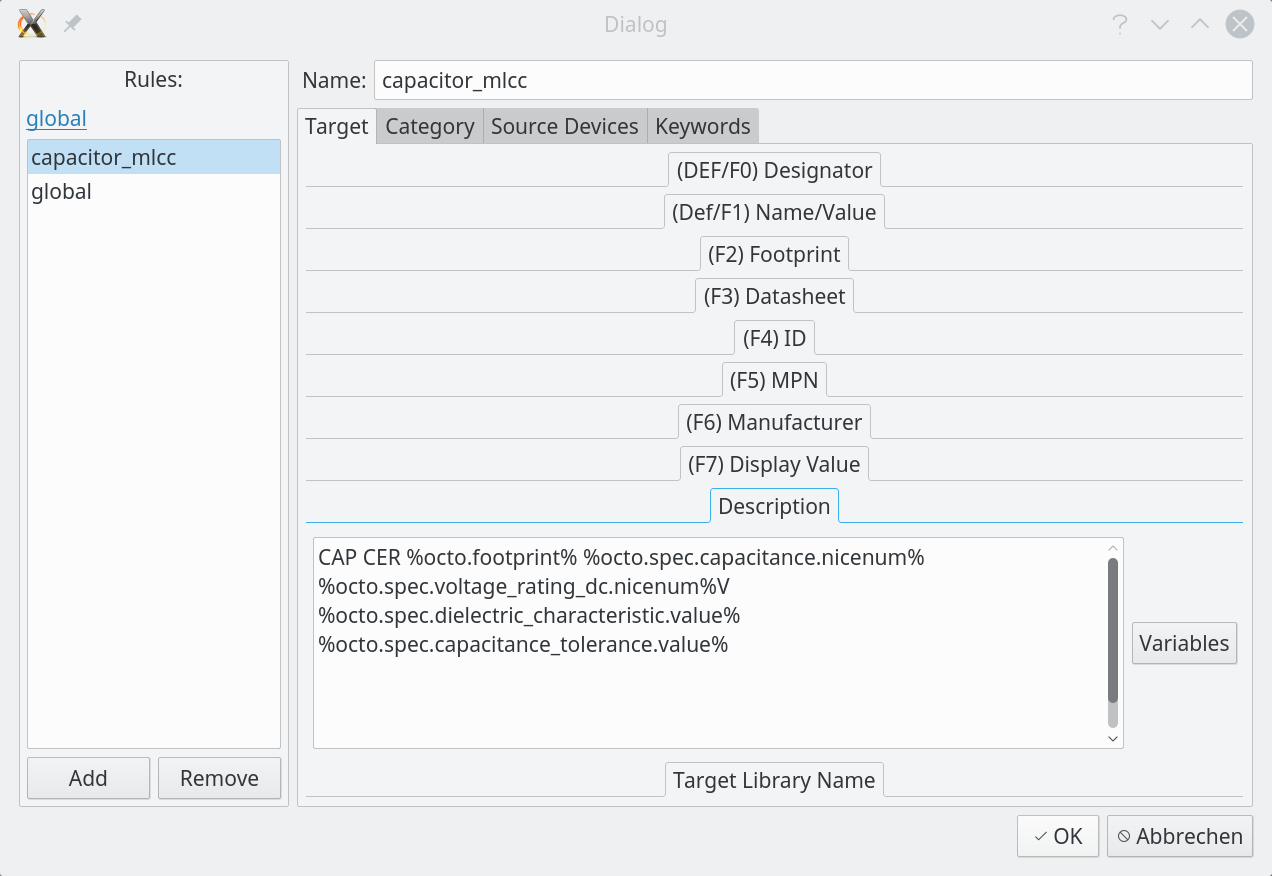 Dialog
Rules:
global
capacitor_mlcc
global
Add
Remove
Name:
capacitor_mlcc
Target
Category
Source Devices
Keywords
(DEF/F0) Designator
(Def/F1) Name/Value
(F2) Footprint
(F3) Datasheet
(F4) ID
(F5) MPN
(F6) Manufacturer
(F7) Display Value
Description
CAP CER %octo.footprint% %octo.spec.capacitance.nicenum%
%octo.spec.voltage_rating_dc.nicenum%V
%octo.spec.dielectric_characteristic.value%
%octo.spec.capacitance_tolerance.value%
Variables
Target Library Name
OK
Abbrechen